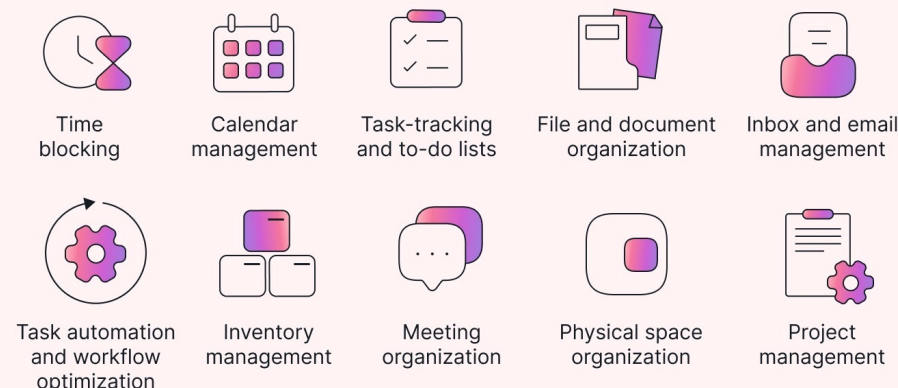 Time
blocking
Calendar
management
Task-tracking
and to-do lists
File and document
organization
Inbox and email
management
Task automation
and workflow
optimization
Inventory
management
Meeting
organization
Physical space
organization
Project
management